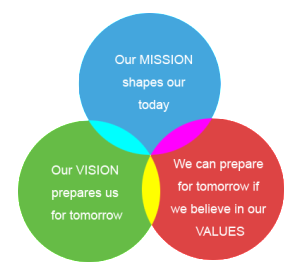 Our MISSION
shapes our
today
Our VISION
prepares us
for tomorrow
We can prepare
for tomorrow if
we believe in our
VALUES